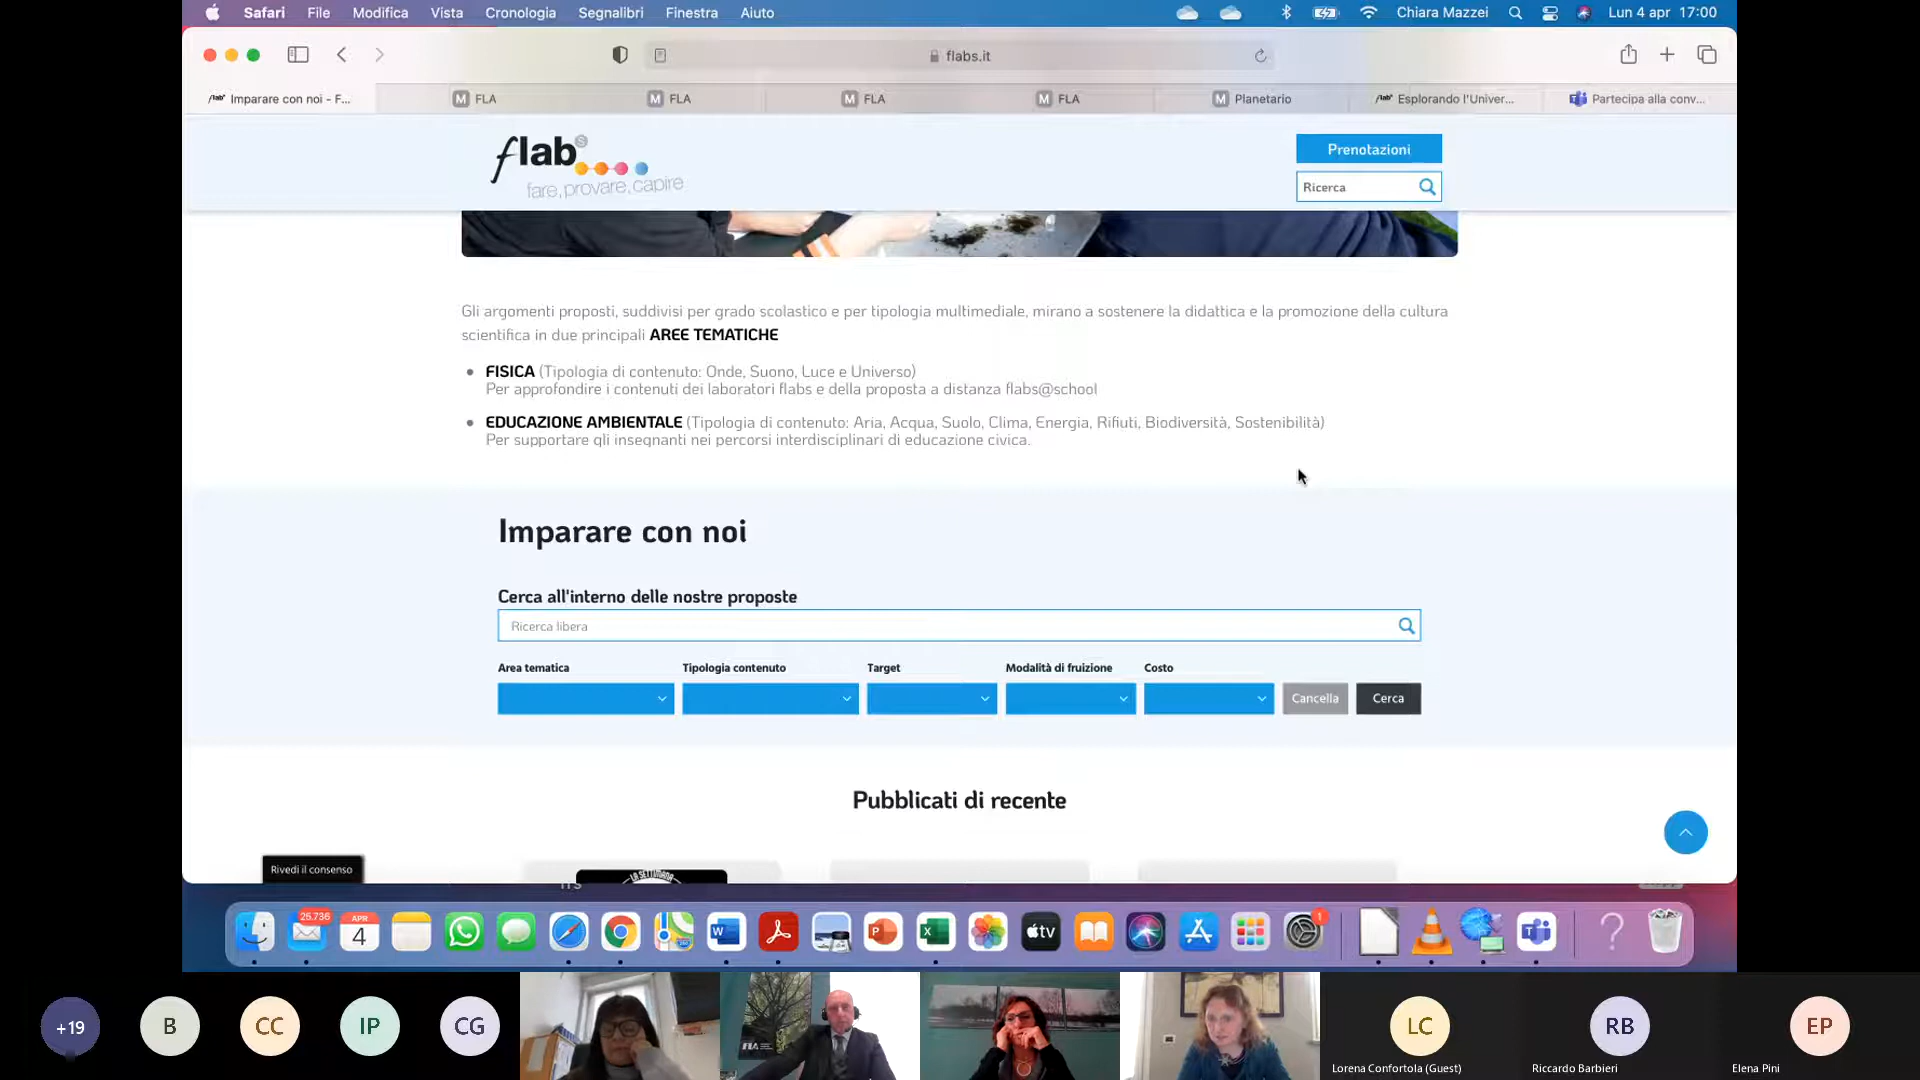 Safari File Modifica Vista Cronologia Segnalibri Finestra Aiuto
Chiara Mazzei Lun 4 apr 17:00
flabs.it
Imparare con noi - F... FLA FLA FLA FLA Planetario Esplorando l'Univer... Partecipa alla conv...
flabs
fare, provare, capire
Prenotazioni
Ricerca
Gli argomenti proposti, suddivisi per grado scolastico e per tipologia multimediale, mirano a sostenere la didattica e la promozione della cultura
scientifica in due principali AREE TEMATICHE
FISICA (Tipologia di contenuto: Onde, Suono, Luce e Universo)
Per approfondire i contenuti dei laboratori flabs e della proposta a distanza flabs@school
EDUCAZIONE AMBIENTALE (Tipologia di contenuto: Aria, Acqua, Suolo, Clima, Energia, Rifiuti, Biodiversità, Sostenibilità)
Per supportare gli insegnanti nei percorsi interdisciplinari di educazione civica.
Imparare con noi
Cerca all'interno delle nostre proposte
Ricerca libera
Area tematica Tipologia contenuto Target Modalità di fruizione Costo
Cancella Cerca
Pubblicati di recente
Rivedi il consenso
LA SETTIMANA
26.736
APR
4
tv
1
+19 B CC IP CG LC RB EP
FLA
Lorena Confortola (Guest) Riccardo Barbieri Elena Pini